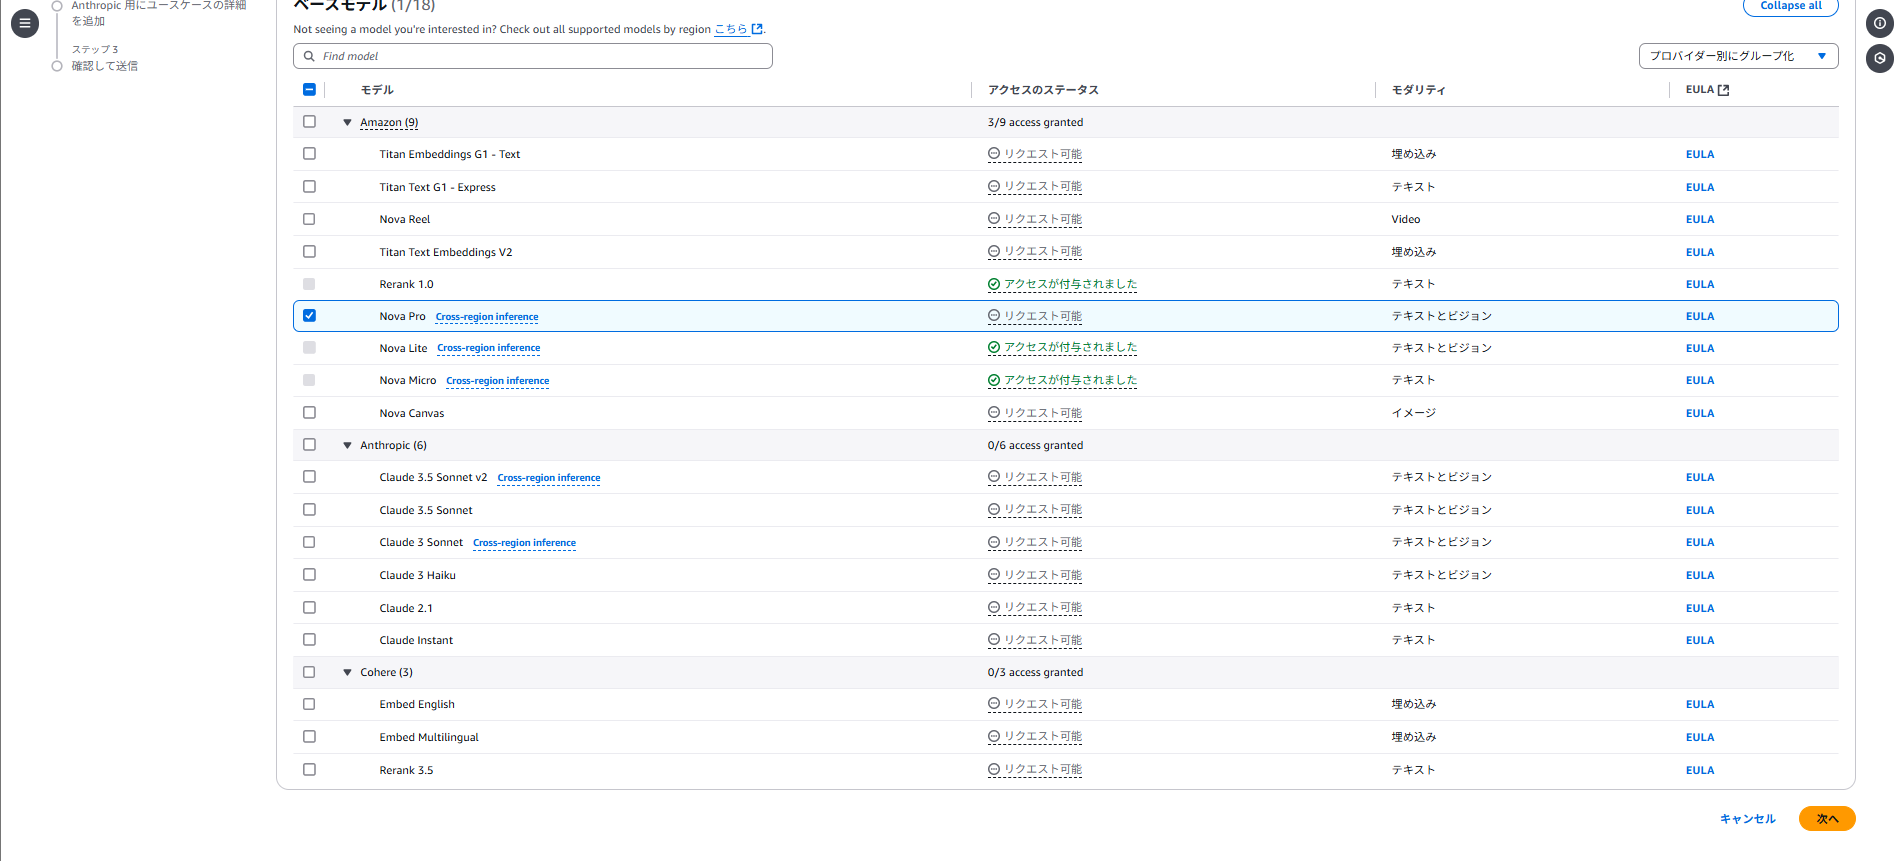 Anthropic 用にユースケースの詳細
を追加
ステップ 3
確認して送信
ベースモデル (1/18)
Collapse all
Not seeing a model you're interested in? Check out all supported models by region こちら.
Find model
プロバイダー別にグループ化
モデル アクセスのステータス モダリティ EULA
Amazon (9) 3/9 access granted
Titan Embeddings G1 - Text リクエスト可能 埋め込み EULA
Titan Text G1 - Express リクエスト可能 テキスト EULA
Nova Reel リクエスト可能 Video EULA
Titan Text Embeddings V2 リクエスト可能 埋め込み EULA
Rerank 1.0 アクセスが付与されました テキスト EULA
Nova Pro Cross-region inference リクエスト可能 テキストとビジョン EULA
Nova Lite Cross-region inference アクセスが付与されました テキストとビジョン EULA
Nova Micro Cross-region inference アクセスが付与されました テキスト EULA
Nova Canvas リクエスト可能 イメージ EULA
Anthropic (6) 0/6 access granted
Claude 3.5 Sonnet v2 Cross-region inference リクエスト可能 テキストとビジョン EULA
Claude 3.5 Sonnet リクエスト可能 テキストとビジョン EULA
Claude 3 Sonnet Cross-region inference リクエスト可能 テキストとビジョン EULA
Claude 3 Haiku リクエスト可能 テキストとビジョン EULA
Claude 2.1 リクエスト可能 テキスト EULA
Claude Instant リクエスト可能 テキスト EULA
Cohere (3) 0/3 access granted
Embed English リクエスト可能 埋め込み EULA
Embed Multilingual リクエスト可能 埋め込み EULA
Rerank 3.5 リクエスト可能 テキスト EULA
キャンセル 次へ